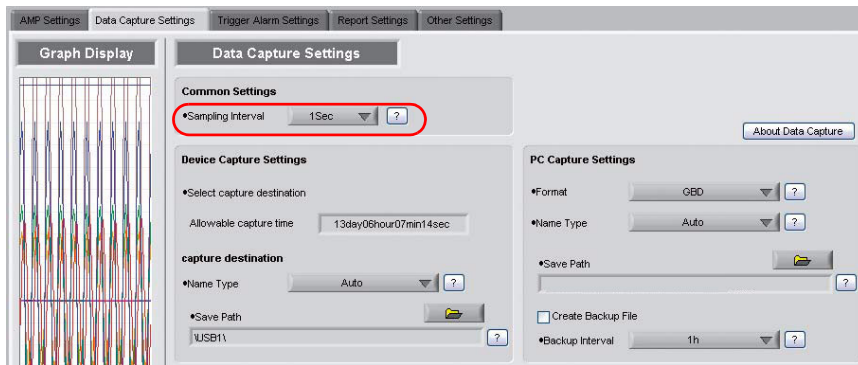 AMP Settings Data Capture Settings Trigger Alarm Settings Report Settings Other Settings
Graph Display
Data Capture Settings
Common Settings
•Sampling Interval 1Sec ?
About Data Capture
Device Capture Settings
•Select capture destination
Allowable capture time 13day06hour07min14sec
capture destination
•Name Type Auto ?
•Save Path
\USB1\ ?
PC Capture Settings
•Format GBD ?
•Name Type Auto ?
•Save Path
?
Create Backup File
•Backup Interval 1h ?